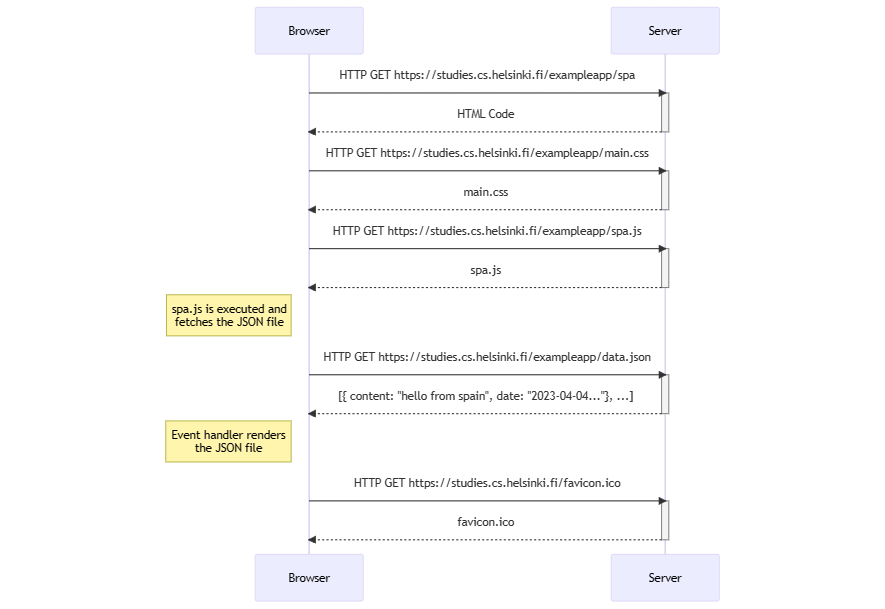 Browser
Server
HTTP GET https://studies.cs.helsinki.fi/exampleapp/spa
HTML Code
HTTP GET https://studies.cs.helsinki.fi/exampleapp/main.css
main.css
HTTP GET https://studies.cs.helsinki.fi/exampleapp/spa.js
spa.js
spa.js is executed and
fetches the JSON file
HTTP GET https://studies.cs.helsinki.fi/exampleapp/data.json
[{ content: "hello from spain", date: "2023-04-04..."}, ...]
Event handler renders
the JSON file
HTTP GET https://studies.cs.helsinki.fi/favicon.ico
favicon.ico
Browser
Server